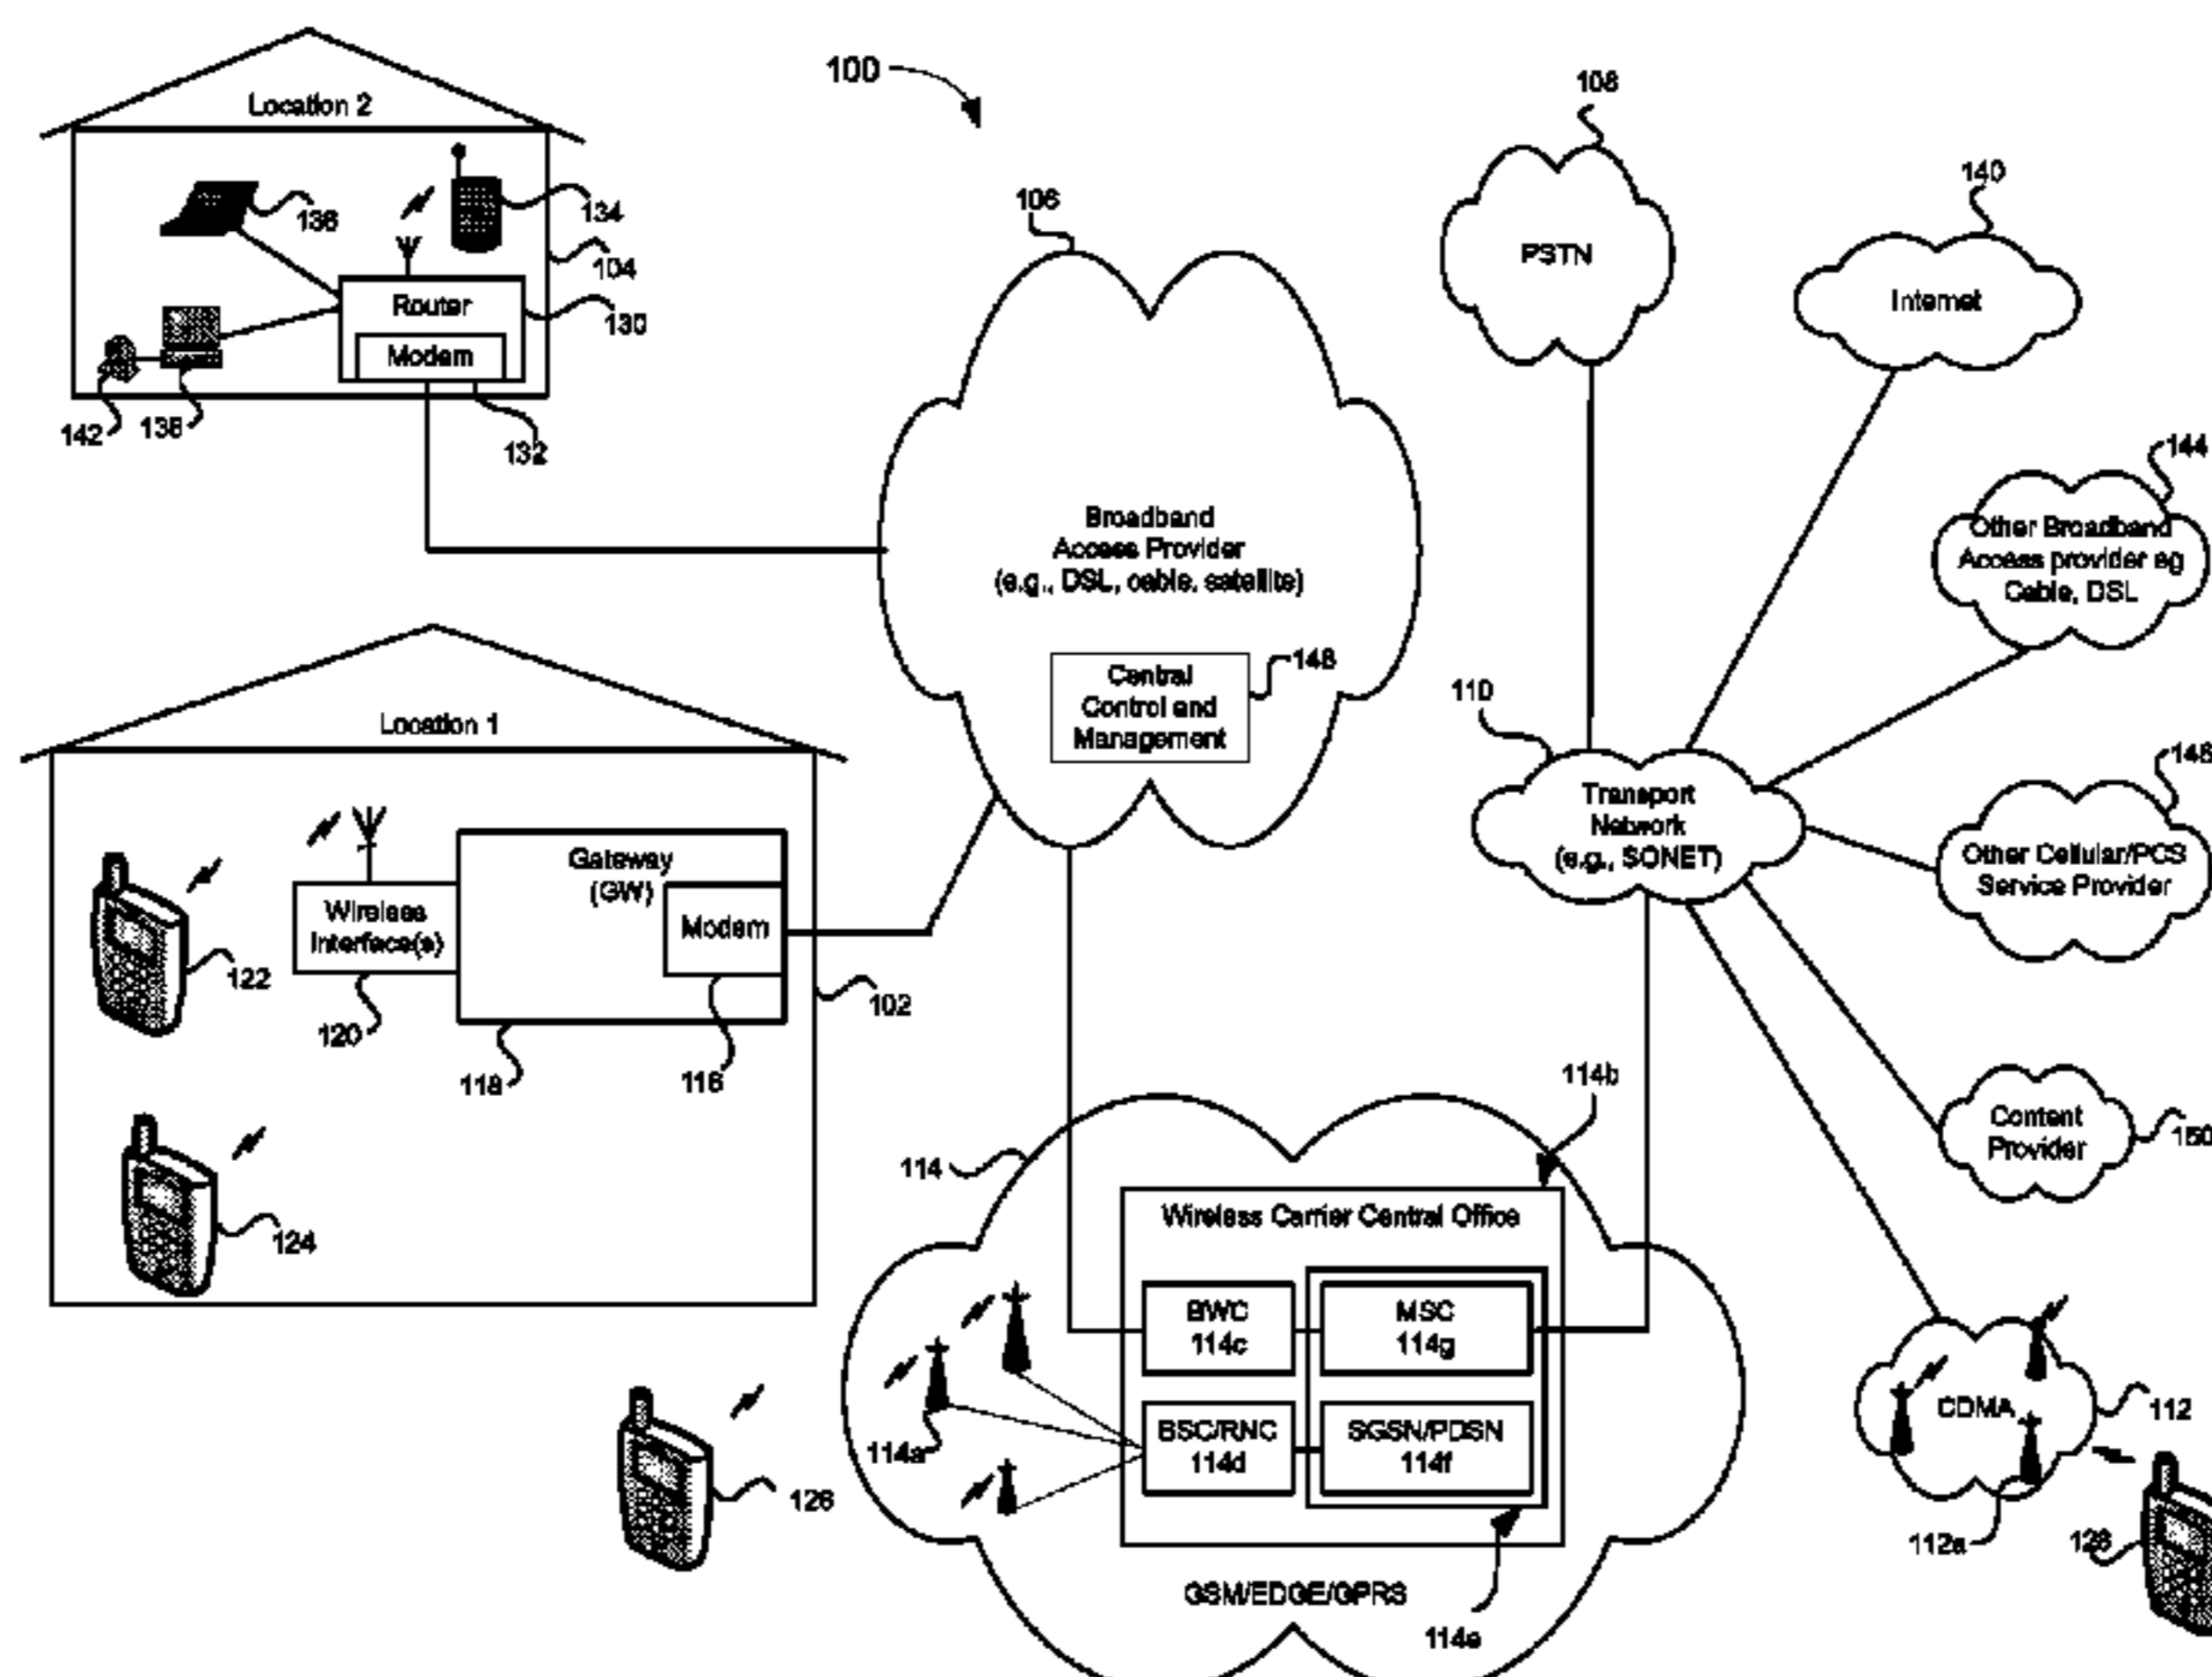 100
Location 2
136
134
104
Router
130
Modem
142
138
132
106
Broadband
Access Provider
(e.g., DSL, cable, satellite)
Central
Control and
Management
148
108
PSTN
140
Internet
144
Other Broadband
Access provider eg
Cable, DSL
110
Transport
Network
(e.g., SONET)
146
Other Cellular/PCS
Service Provider
Content
Provider
150
Location 1
Gateway
(GW)
Wireless
Interface(s)
Modem
122
120
118
116
102
124
126
114
114b
Wireless Carrier Central Office
BWC
114c
MSC
114g
BSC/RNC
114d
SGSN/PDSN
114f
114a
GSM/EDGE/GPRS
114e
CDMA
112
112a
128